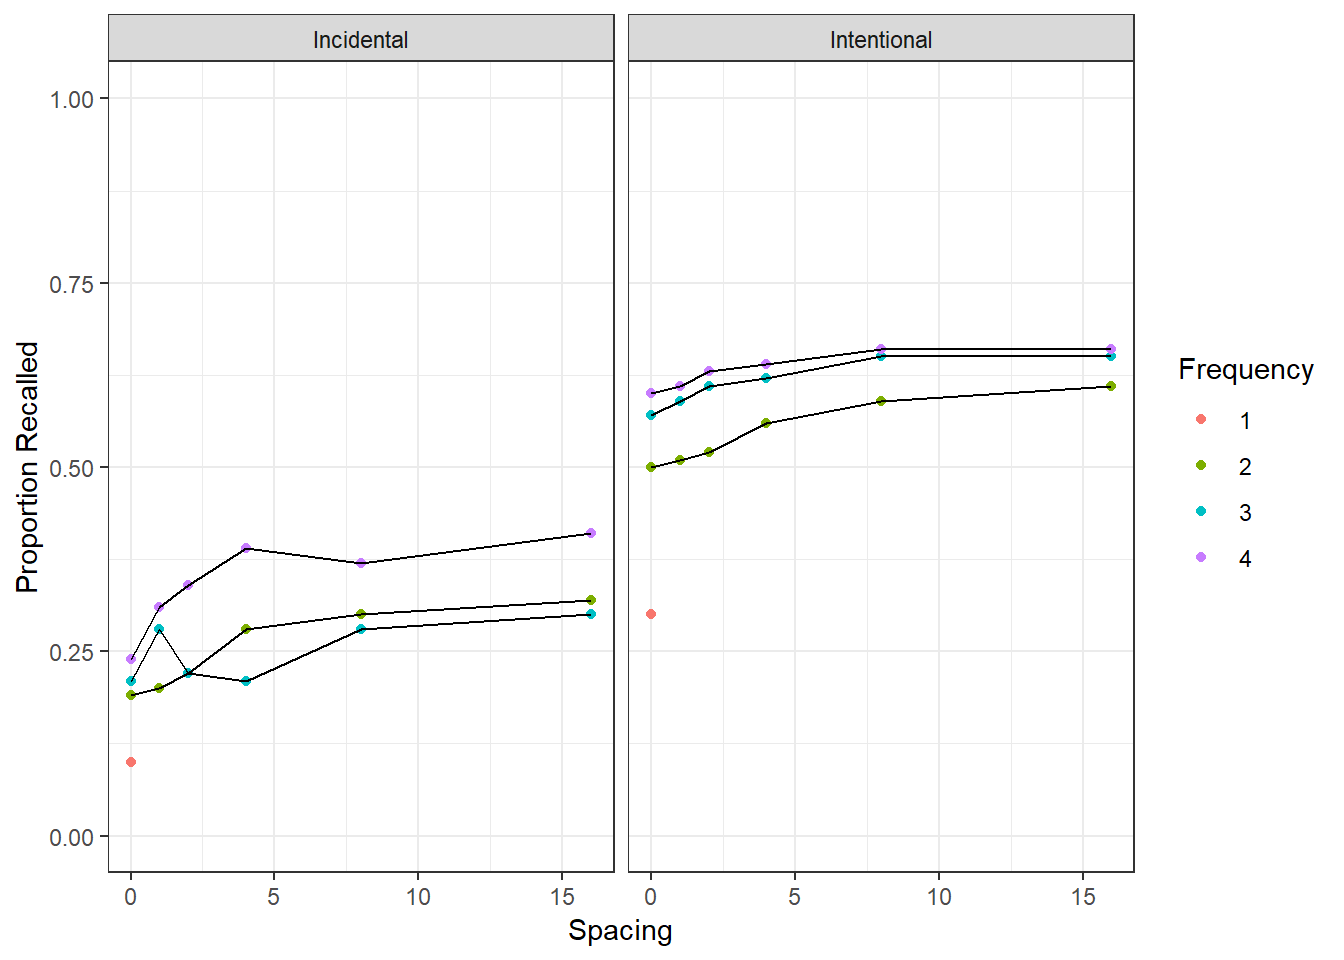 Incidental
Intentional
1.00
0.75
0.50
0.25
0.00
Proportion Recalled
0 5 10 15
0 5 10 15
Spacing
Frequency
1
2
3
4